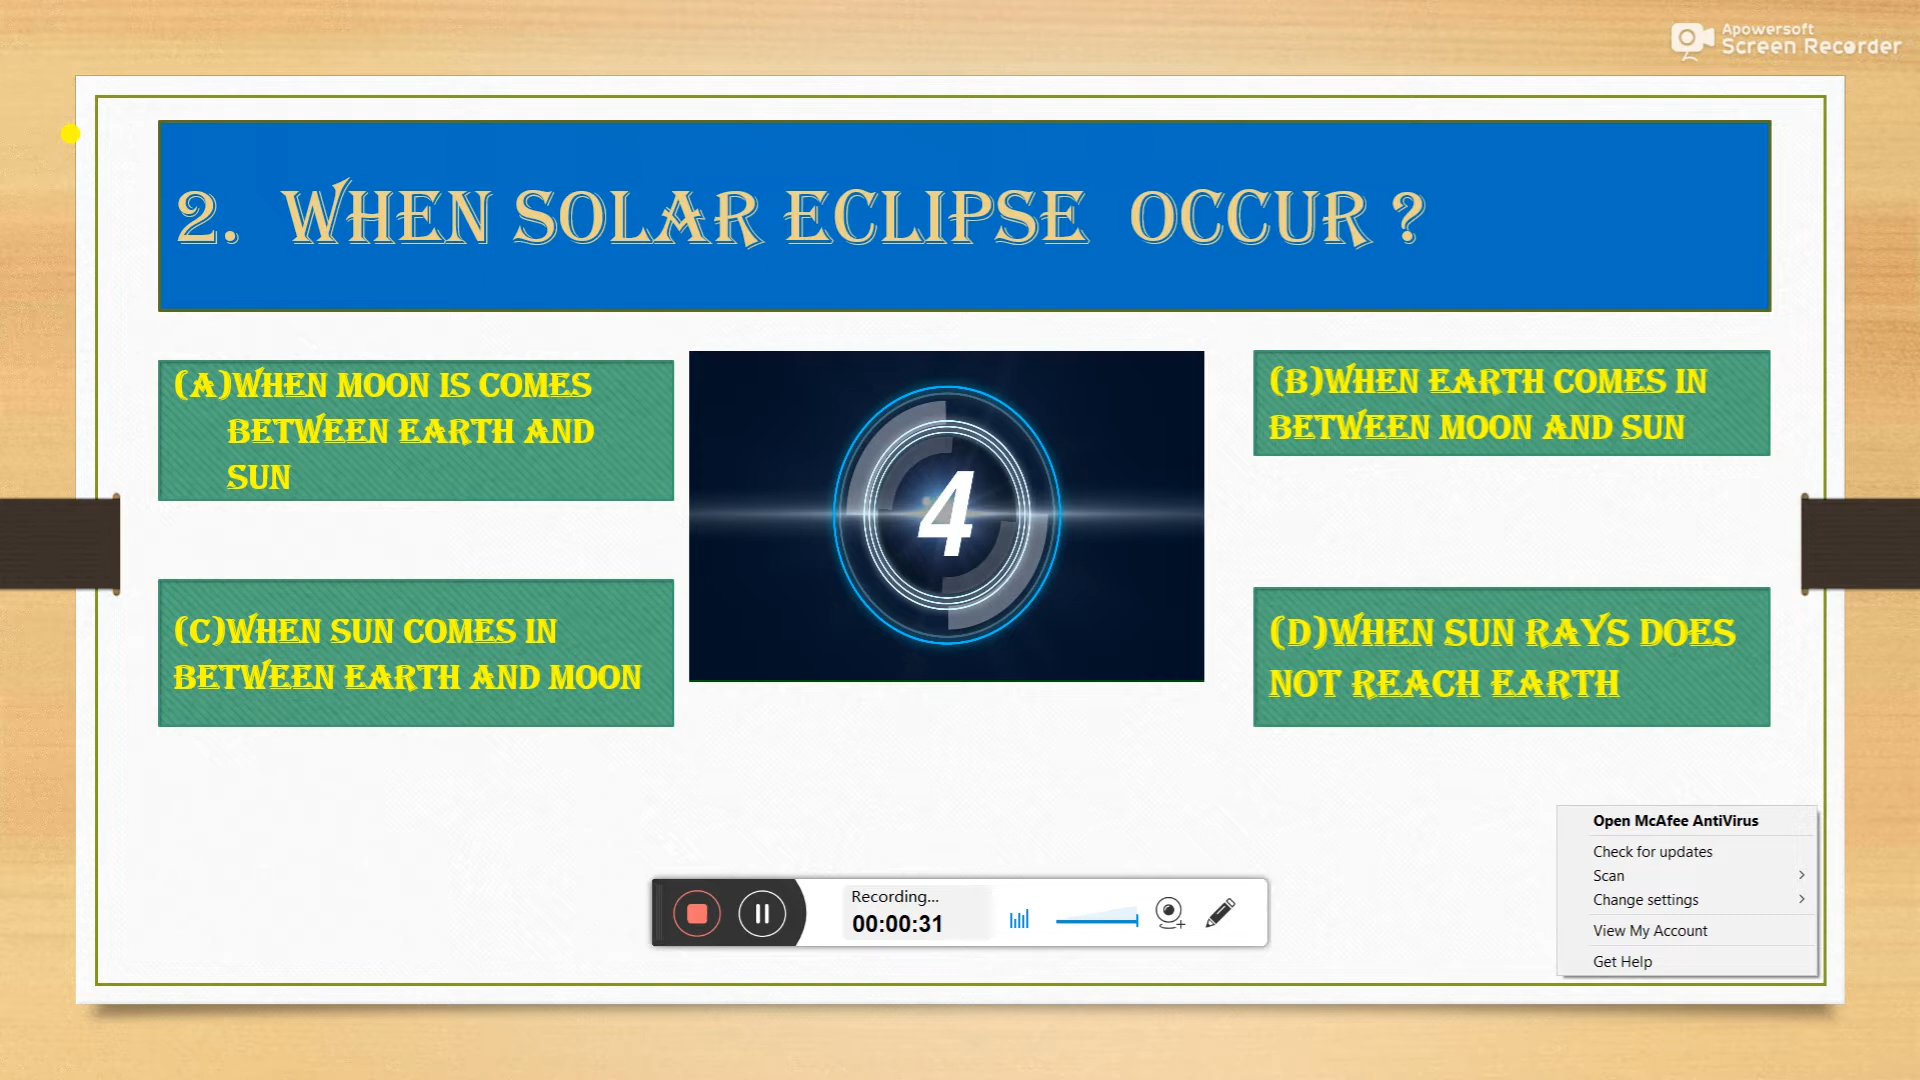 Apowersoft
Screen Recorder
2. WHEN SOLAR ECLIPSE OCCUR ?
(A)WHEN MOON IS COMES
BETWEEN EARTH AND
SUN
4
(B)WHEN EARTH COMES IN
BETWEEN MOON AND SUN
(C)WHEN SUN COMES IN
BETWEEN EARTH AND MOON
(D)WHEN SUN RAYS DOES
NOT REACH EARTH
Recording...
00:00:31
Open McAfee AntiVirus
Check for updates
Scan
Change settings
View My Account
Get Help